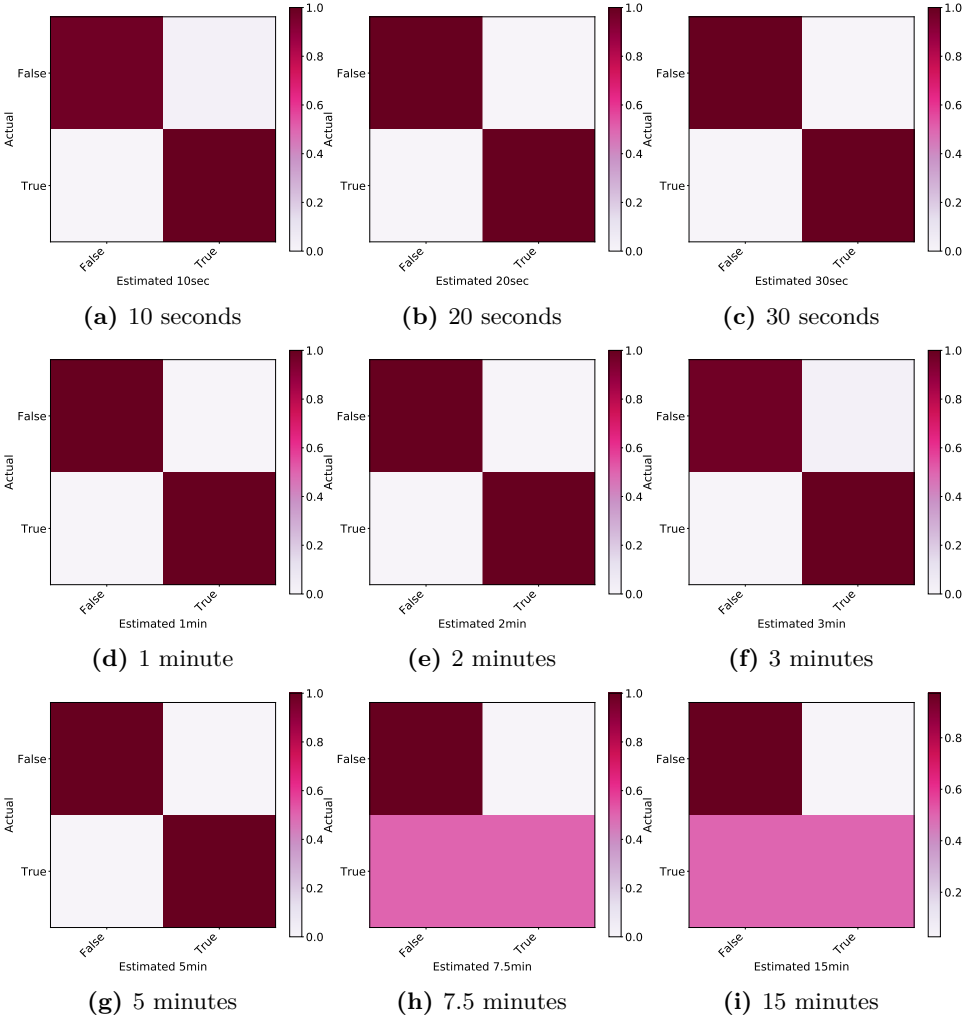 1.0
0.8
0.6
0.4
0.2
0.0
False
True
Actual
False
True
Estimated 10sec
(a) 10 seconds
1.0
0.8
0.6
0.4
0.2
0.0
False
True
Actual
False
True
Estimated 20sec
(b) 20 seconds
1.0
0.8
0.6
0.4
0.2
0.0
False
True
Actual
False
True
Estimated 30sec
(c) 30 seconds
1.0
0.8
0.6
0.4
0.2
0.0
False
True
Actual
False
True
Estimated 1min
(d) 1 minute
1.0
0.8
0.6
0.4
0.2
0.0
False
True
Actual
False
True
Estimated 2min
(e) 2 minutes
1.0
0.8
0.6
0.4
0.2
0.0
False
True
Actual
False
True
Estimated 3min
(f) 3 minutes
1.0
0.8
0.6
0.4
0.2
0.0
False
True
Actual
False
True
Estimated 5min
(g) 5 minutes
1.0
0.8
0.6
0.4
0.2
0.0
False
True
Actual
False
True
Estimated 7.5min
(h) 7.5 minutes
0.8
0.6
0.4
0.2
False
True
Actual
False
True
Estimated 15min
(i) 15 minutes